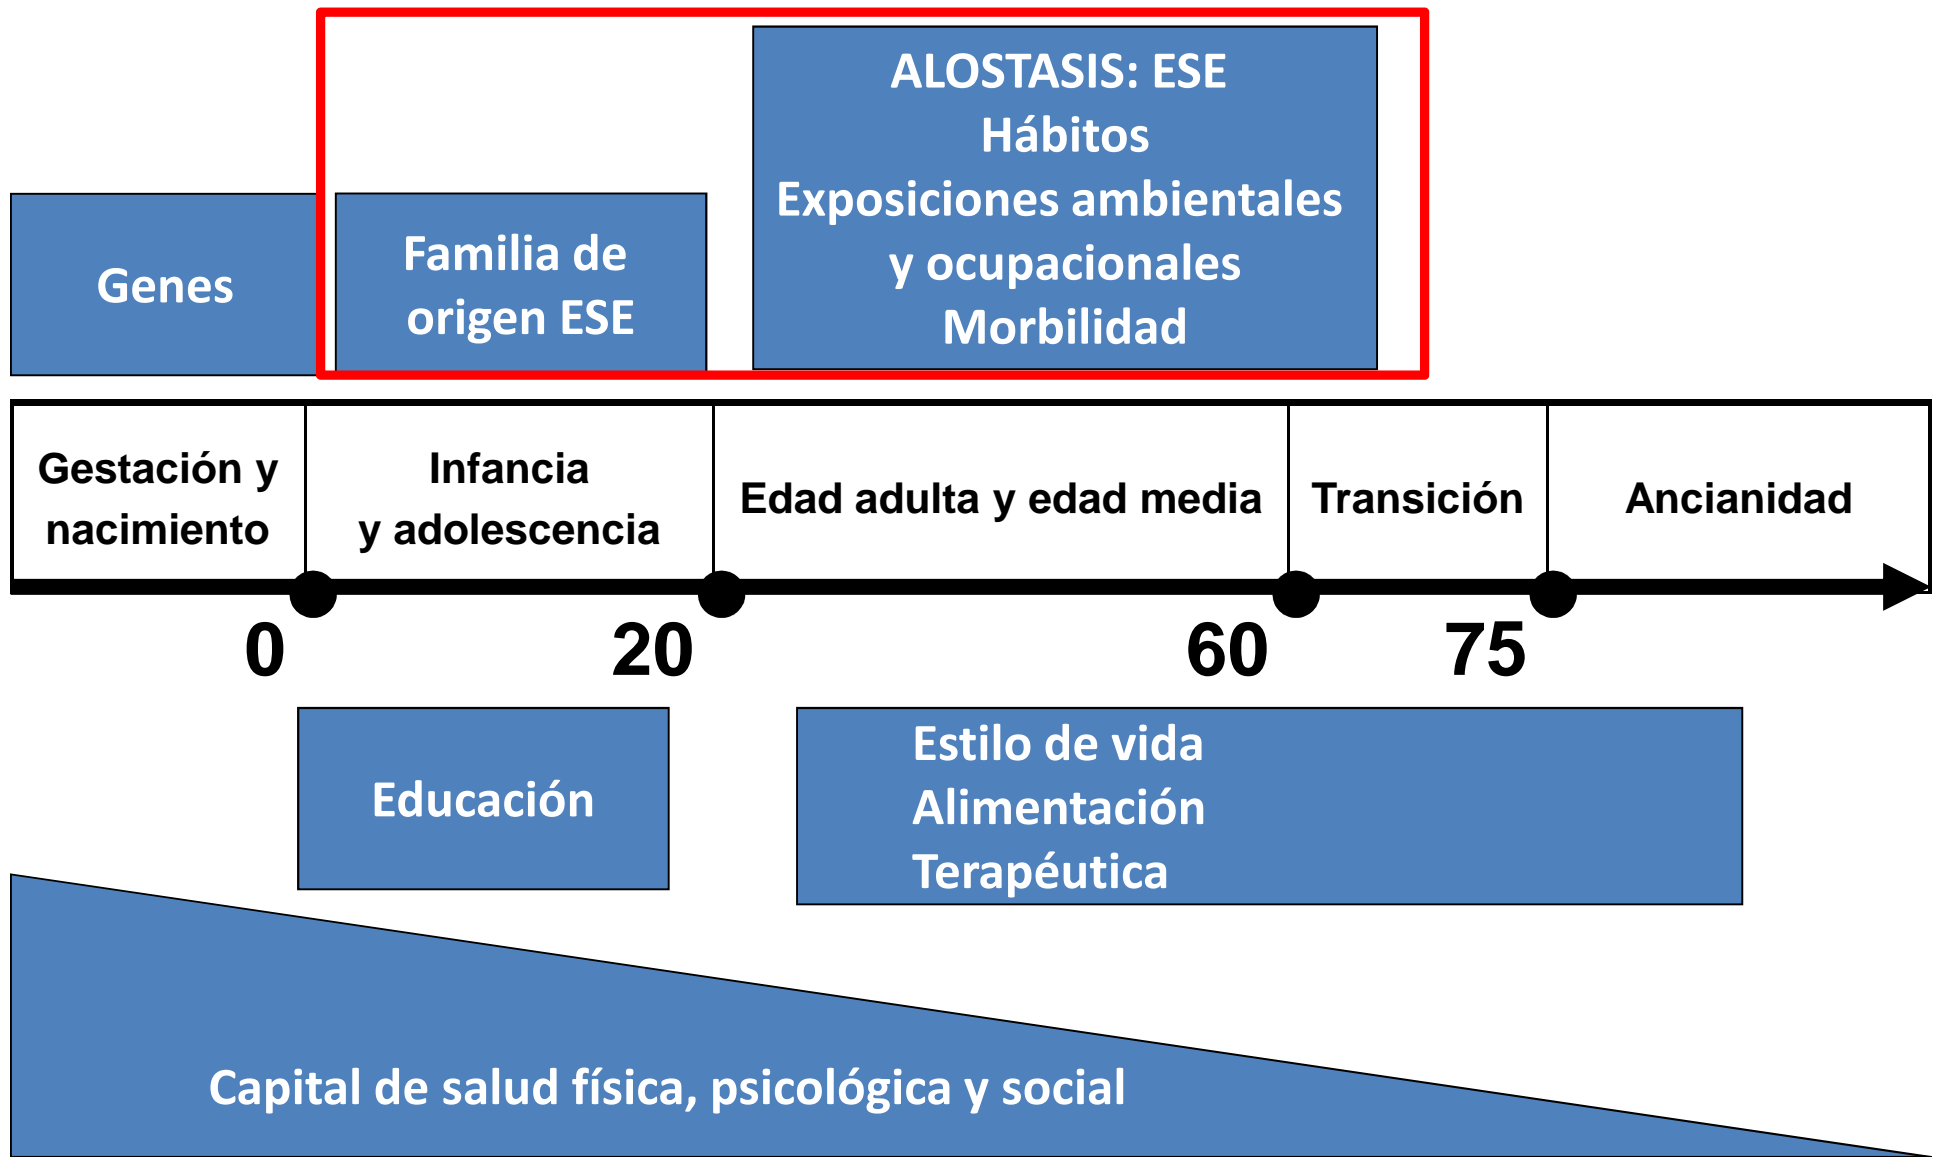 ALOSTASIS: ESE
Hábitos
Exposiciones ambientales
y ocupacionales
Morbilidad
Genes
Familia de
origen ESE
Gestación y
nacimiento
Infancia
y adolescencia
Edad adulta y edad media
Transición
Ancianidad
0
20
60
75
Educación
Estilo de vida
Alimentación
Terapéutica
Capital de salud física, psicológica y social